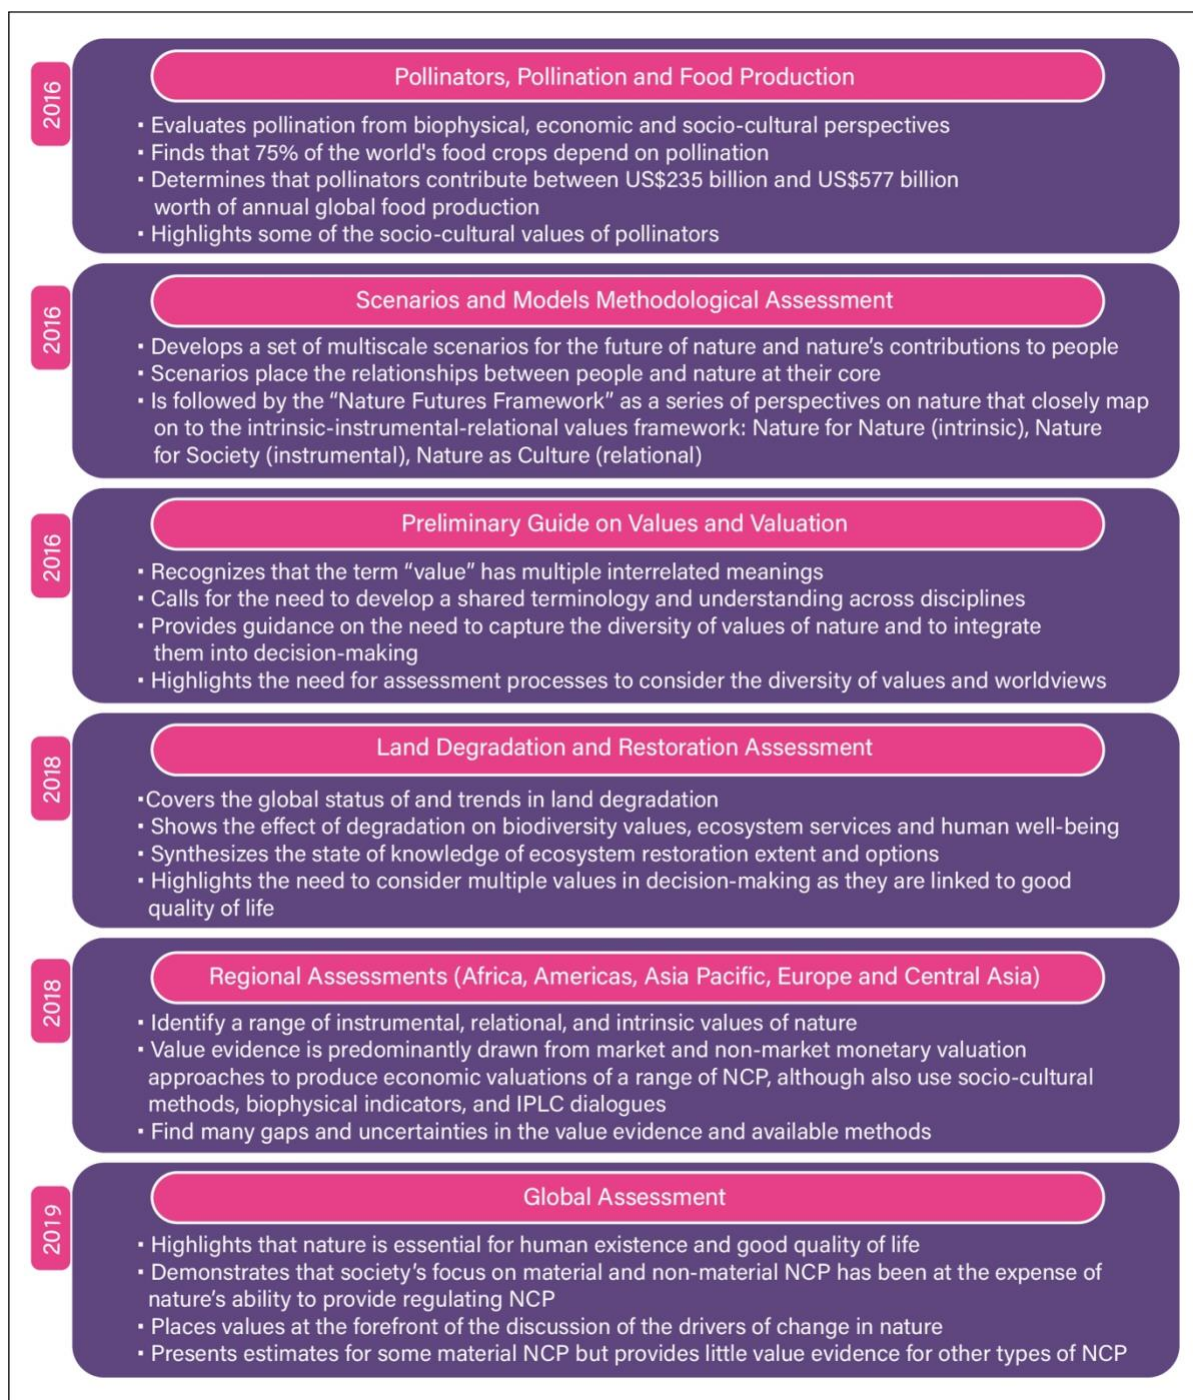 2016
Pollinators, Pollination and Food Production
▪ Evaluates pollination from biophysical, economic and socio-cultural perspectives
▪ Finds that 75% of the world's food crops depend on pollination
▪ Determines that pollinators contribute between US$235 billion and US$577 billion
worth of annual global food production
▪ Highlights some of the socio-cultural values of pollinators
2016
Scenarios and Models Methodological Assessment
▪ Develops a set of multiscale scenarios for the future of nature and nature’s contributions to people
▪ Scenarios place the relationships between people and nature at their core
▪ Is followed by the “Nature Futures Framework” as a series of perspectives on nature that closely map
on to the intrinsic-instrumental-relational values framework: Nature for Nature (intrinsic), Nature
for Society (instrumental), Nature as Culture (relational)
2016
Preliminary Guide on Values and Valuation
▪ Recognizes that the term “value” has multiple interrelated meanings
▪ Calls for the need to develop a shared terminology and understanding across disciplines
▪ Provides guidance on the need to capture the diversity of values of nature and to integrate
them into decision-making
▪ Highlights the need for assessment processes to consider the diversity of values and worldviews
2018
Land Degradation and Restoration Assessment
▪Covers the global status of and trends in land degradation
▪ Shows the effect of degradation on biodiversity values, ecosystem services and human well-being
▪ Synthesizes the state of knowledge of ecosystem restoration extent and options
▪ Highlights the need to consider multiple values in decision-making as they are linked to good
quality of life
2018
Regional Assessments (Africa, Americas, Asia Pacific, Europe and Central Asia)
▪ Identify a range of instrumental, relational, and intrinsic values of nature
▪ Value evidence is predominantly drawn from market and non-market monetary valuation
approaches to produce economic valuations of a range of NCP, although also use socio-cultural
methods, biophysical indicators, and IPLC dialogues
▪ Find many gaps and uncertainties in the value evidence and available methods
2019
Global Assessment
▪ Highlights that nature is essential for human existence and good quality of life
▪ Demonstrates that society’s focus on material and non-material NCP has been at the expense of
nature’s ability to provide regulating NCP
▪ Places values at the forefront of the discussion of the drivers of change in nature
▪ Presents estimates for some material NCP but provides little value evidence for other types of NCP